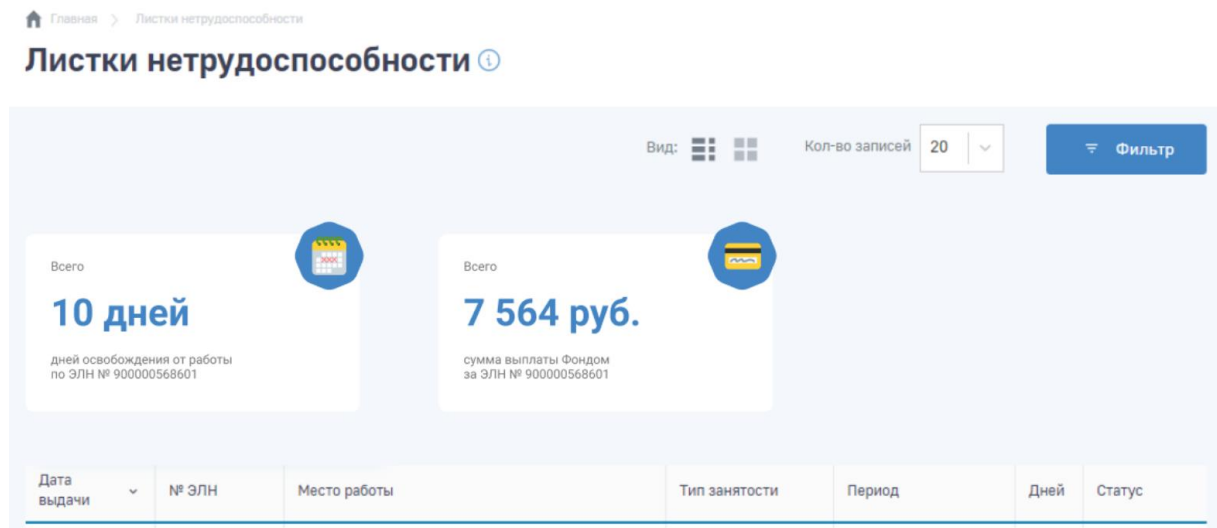 Главная > Листки нетрудоспособности
Листки нетрудоспособности
Вид:
Кол-во записей 20
Фильтр
Всего
10 дней
дней освобождения от работы
по ЭЛН № 900000568601
Всего
7 564 руб.
сумма выплаты Фондом
за ЭЛН № 900000568601
Дата выдачи
№ ЭЛН
Место работы
Тип занятости
Период
Дней
Статус